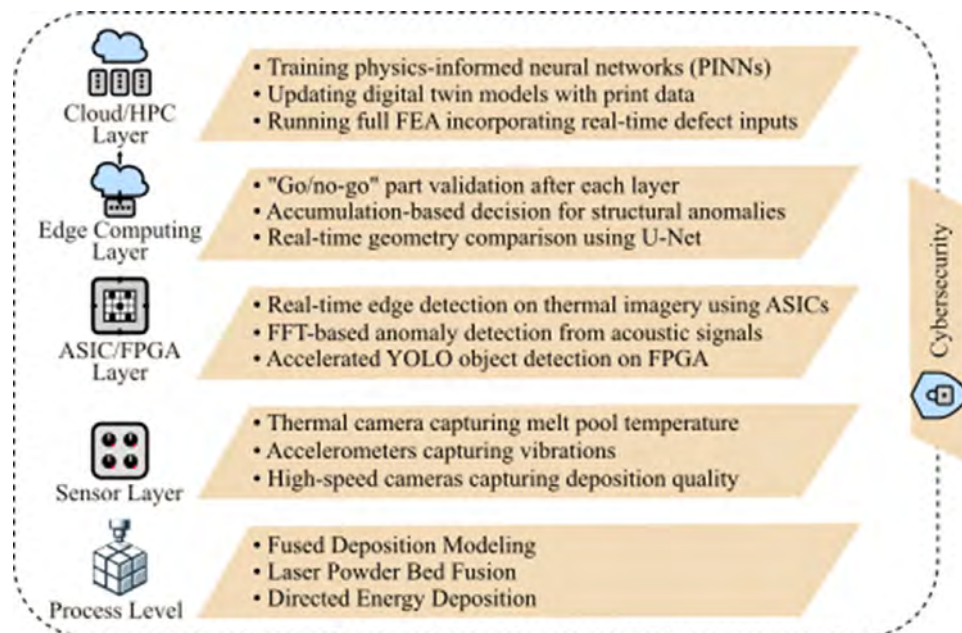 Cloud/HPC
Layer
• Training physics-informed neural networks (PINNs)
• Updating digital twin models with print data
• Running full FEA incorporating real-time defect inputs
Edge Computing
Layer
• "Go/no-go" part validation after each layer
• Accumulation-based decision for structural anomalies
• Real-time geometry comparison using U-Net
ASIC/FPGA
Layer
• Real-time edge detection on thermal imagery using ASICs
• FFT-based anomaly detection from acoustic signals
• Accelerated YOLO object detection on FPGA
Sensor Layer
• Thermal camera capturing melt pool temperature
• Accelerometers capturing vibrations
• High-speed cameras capturing deposition quality
Process Level
• Fused Deposition Modeling
• Laser Powder Bed Fusion
• Directed Energy Deposition
Cybersecurity